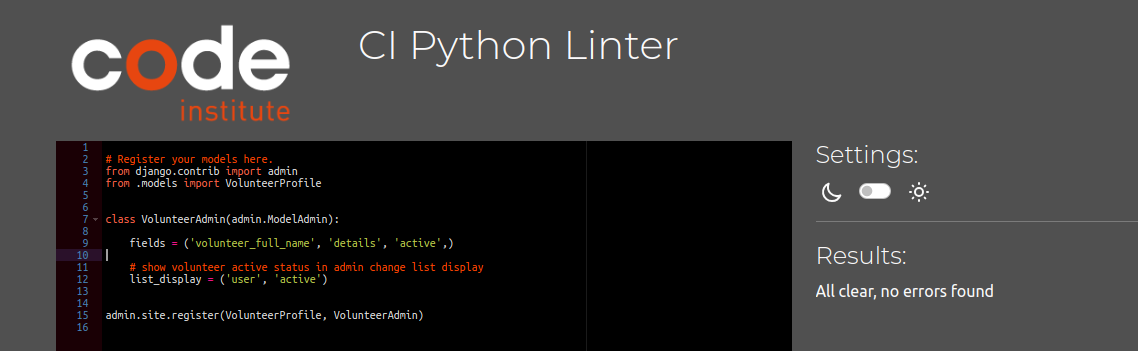 code
institute
CI Python Linter
1
2 # Register your models here.
3 from django.contrib import admin
4 from .models import VolunteerProfile
5
6
7 class VolunteerAdmin(admin.ModelAdmin):
8
9     fields = ('volunteer_full_name', 'details', 'active',)
10
11     # show volunteer active status in admin change list display
12     list_display = ('user', 'active')
13
14
15 admin.site.register(VolunteerProfile, VolunteerAdmin)
16
Settings:
Results:
All clear, no errors found